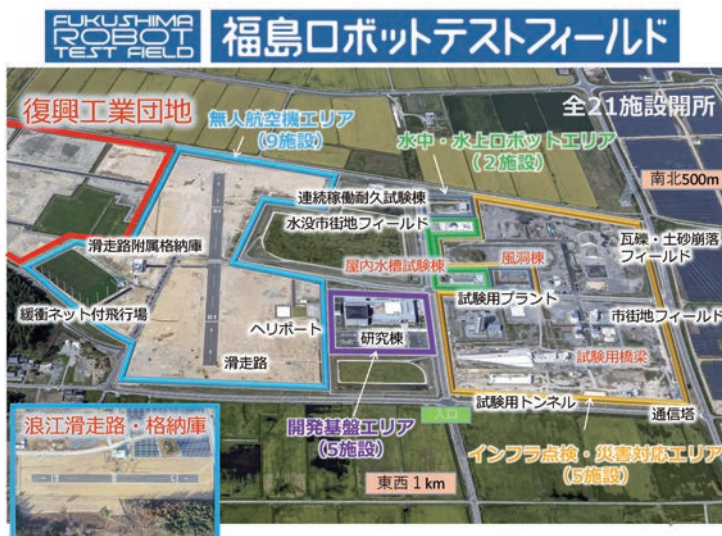 FUKUSHIMA
ROBOT
TEST FIELD
福島ロボットテストフィールド
復興工業団地
無人航空機エリア
(9施設)
全21施設開所
水中・水上ロボットエリア
(2施設)
南北500m
連続稼働耐久試験棟
水没市街地フィールド
瓦礫・土砂崩落
フィールド
滑走路附属格納庫
屋内水槽試験棟
風洞棟
試験用プラント
緩衝ネット付飛行場
ヘリポート
市街地フィールド
研究棟
滑走路
試験用橋梁
試験用トンネル
通信塔
入口
開発基盤エリア
(5施設)
インフラ点検・災害対応エリア
(5施設)
浪江滑走路・格納庫
東西1km